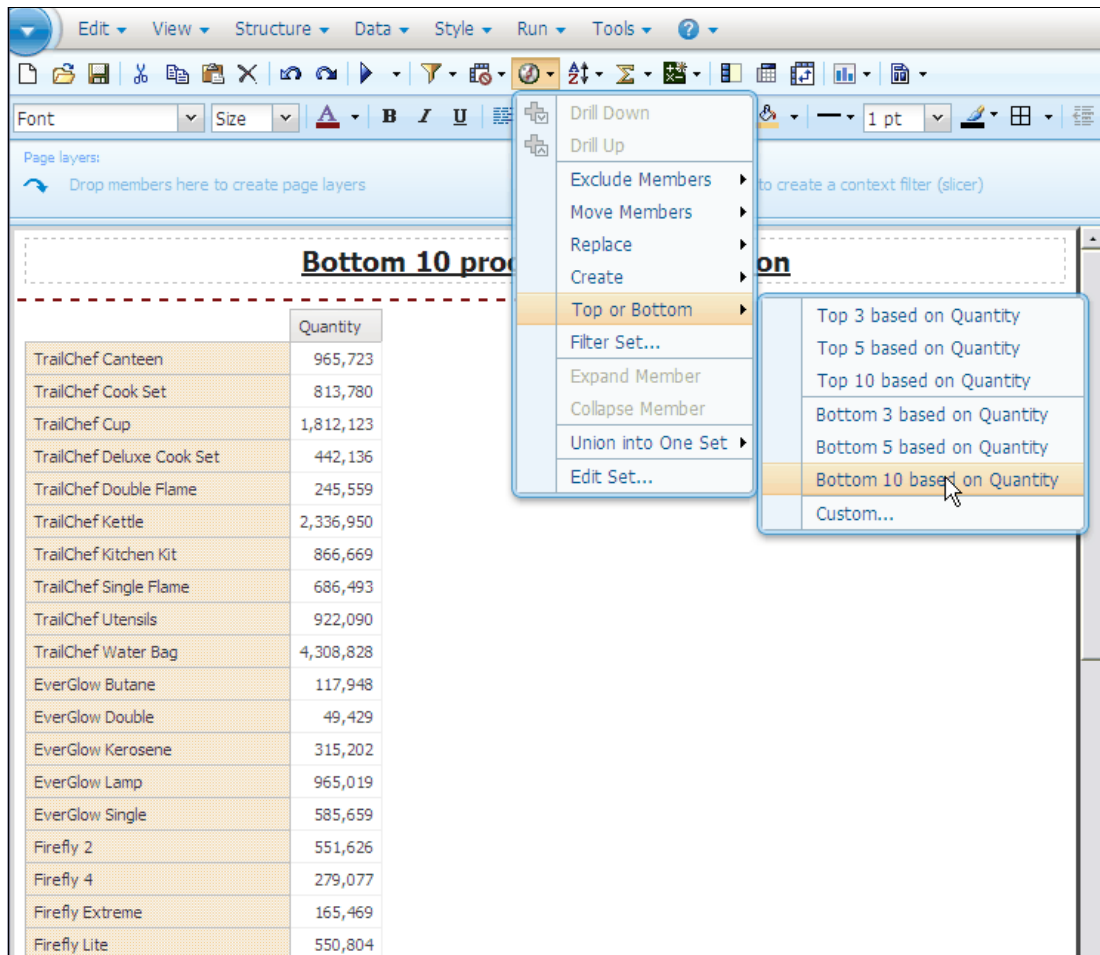 Edit View Structure Data Style Run Tools ?
Font Size A B I U 1 pt
Page layers:
Drop members here to create page layers
to create a context filter (slicer)
Bottom 10 on
Drill Down
Drill Up
Exclude Members
Move Members
Replace
Create
Top or Bottom
Filter Set...
Expand Member
Collapse Member
Union into One Set
Edit Set...
Top 3 based on Quantity
Top 5 based on Quantity
Top 10 based on Quantity
Bottom 3 based on Quantity
Bottom 5 based on Quantity
Bottom 10 based on Quantity
Custom...
Quantity
TrailChef Canteen 965,723
TrailChef Cook Set 813,780
TrailChef Cup 1,812,123
TrailChef Deluxe Cook Set 442,136
TrailChef Double Flame 245,559
TrailChef Kettle 2,336,950
TrailChef Kitchen Kit 866,669
TrailChef Single Flame 686,493
TrailChef Utensils 922,090
TrailChef Water Bag 4,308,828
EverGlow Butane 117,948
EverGlow Double 49,429
EverGlow Kerosene 315,202
EverGlow Lamp 965,019
EverGlow Single 585,659
Firefly 2 551,626
Firefly 4 279,077
Firefly Extreme 165,469
Firefly Lite 550,804